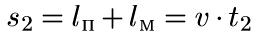 s₂ = lп + lм = v · t₂